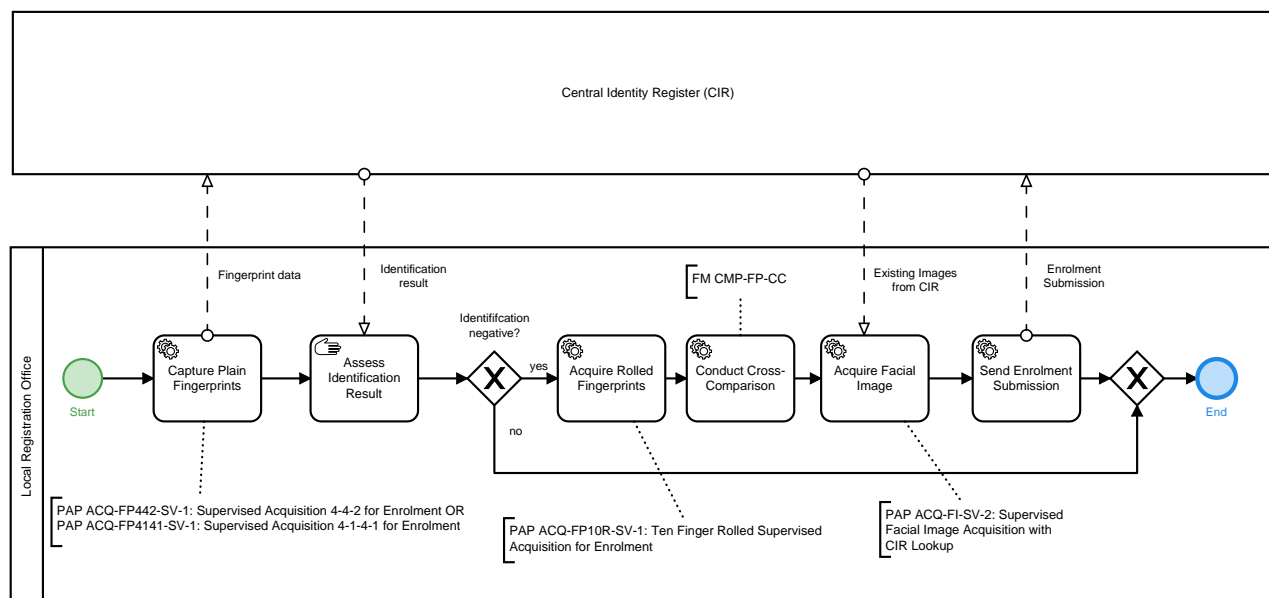 Central Identity Register (CIR)
Local Registration Office
Fingerprint data
Identification
result
FM CMP-FP-CC
Existing Images
from CIR
Enrolment
Submission
Identififcation
negative?
Start
Capture Plain
Fingerprints
Assess
Identification
Result
yes
no
Acquire Rolled
Fingerprints
Conduct Cross-
Comparison
Acquire Facial
Image
Send Enrolment
Submission
End
PAP ACQ-FP442-SV-1: Supervised Acquisition 4-4-2 for Enrolment OR
PAP ACQ-FP4141-SV-1: Supervised Acquisition 4-1-4-1 for Enrolment
PAP ACQ-FP10R-SV-1: Ten Finger Rolled Supervised
Acquisition for Enrolment
PAP ACQ-FI-SV-2: Supervised
Facial Image Acquisition with
CIR Lookup